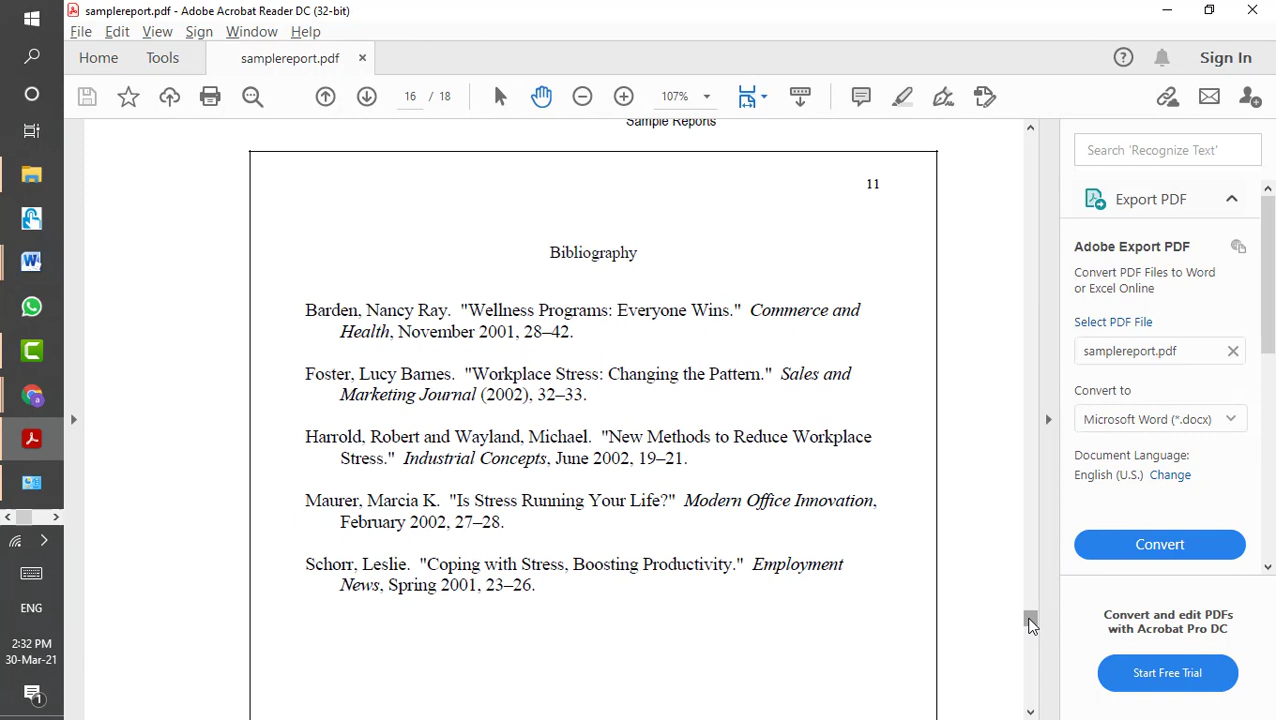 samplereport.pdf - Adobe Acrobat Reader DC (32-bit)
File Edit View Sign Window Help
Home Tools samplereport.pdf × Sign In
16 / 18 107%
Sample Reports
11
Bibliography
Barden, Nancy Ray. "Wellness Programs: Everyone Wins." Commerce and
Health, November 2001, 28–42.
Foster, Lucy Barnes. "Workplace Stress: Changing the Pattern." Sales and
Marketing Journal (2002), 32–33.
Harrold, Robert and Wayland, Michael. "New Methods to Reduce Workplace
Stress." Industrial Concepts, June 2002, 19–21.
Maurer, Marcia K. "Is Stress Running Your Life?" Modern Office Innovation,
February 2002, 27–28.
Schorr, Leslie. "Coping with Stress, Boosting Productivity." Employment
News, Spring 2001, 23–26.
Search 'Recognize Text'
Export PDF
Adobe Export PDF
Convert PDF Files to Word
or Excel Online
Select PDF File
samplereport.pdf
Convert to
Microsoft Word (*.docx)
Document Language:
English (U.S.) Change
Convert
Convert and edit PDFs
with Acrobat Pro DC
Start Free Trial
ENG
2:32 PM
30-Mar-21
1